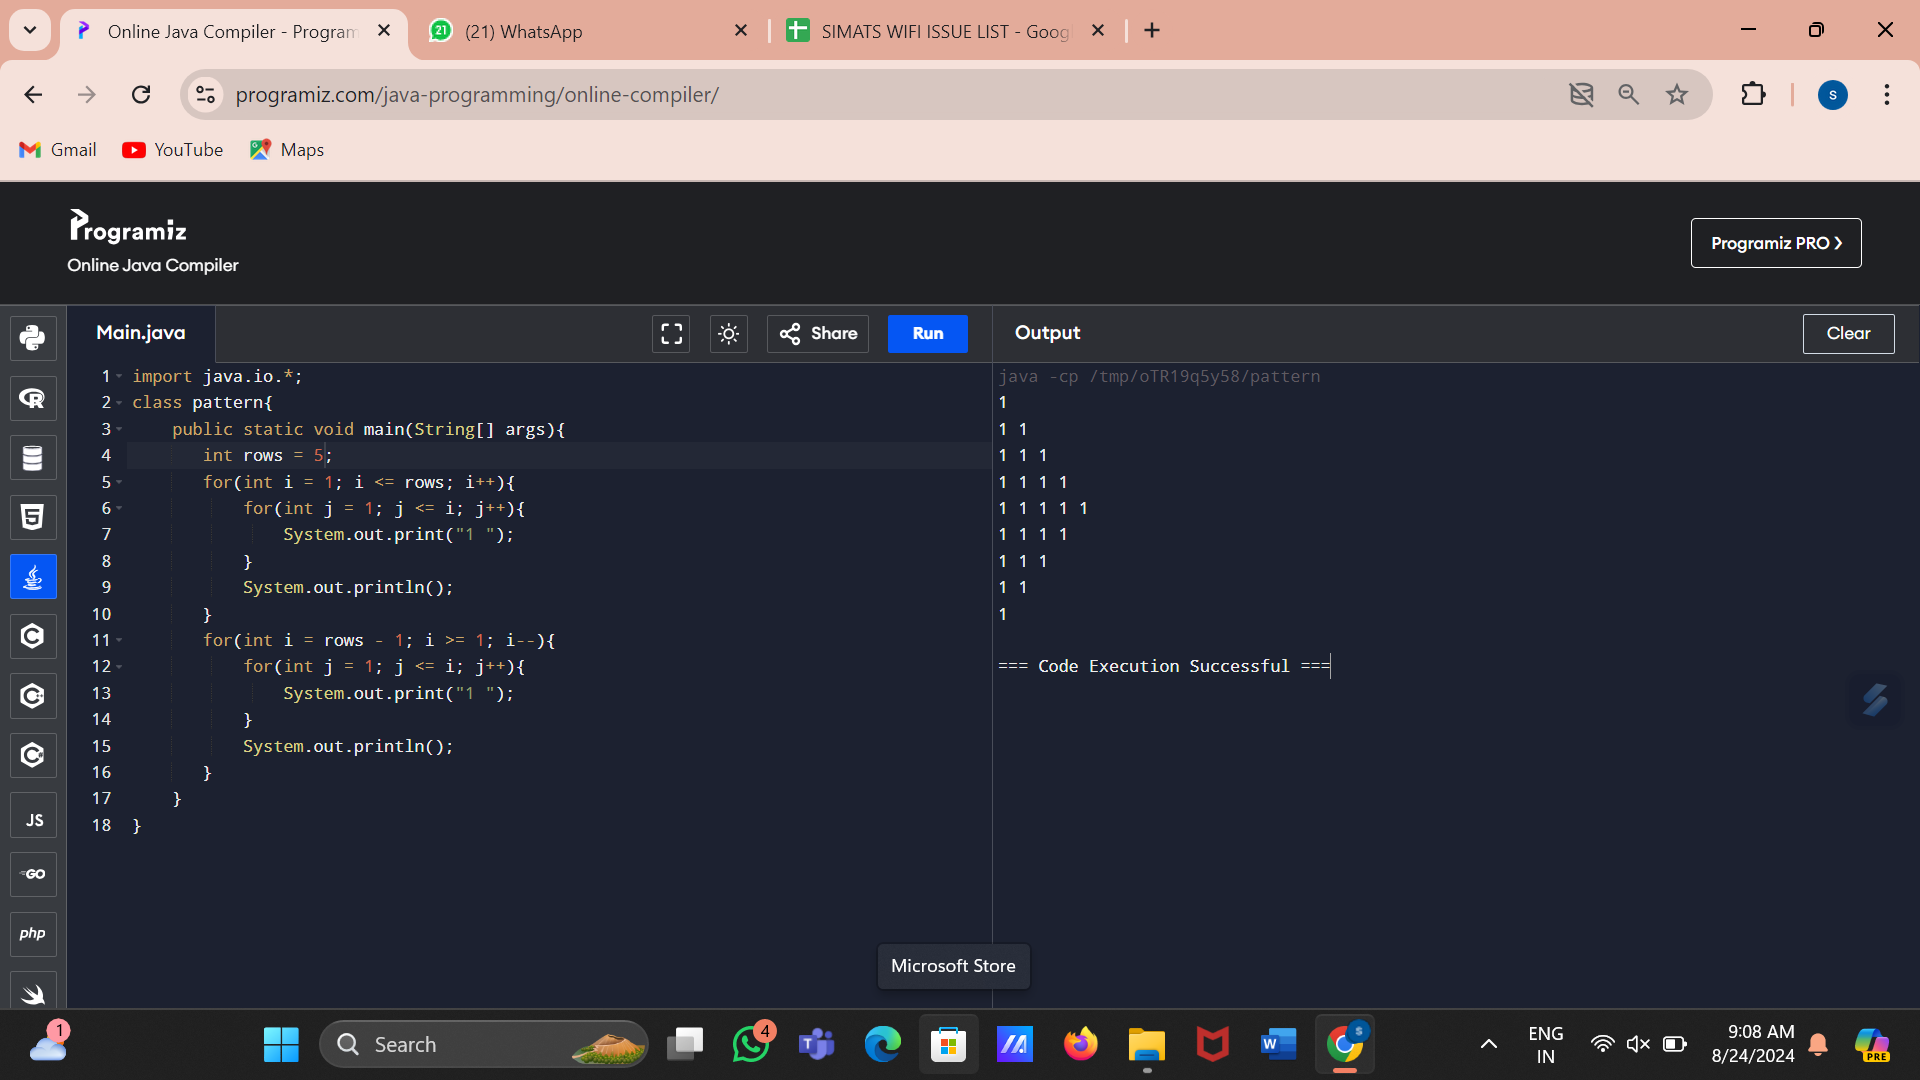 Online Java Compiler - Program
(21) WhatsApp
SIMATS WIFI ISSUE LIST - Goog
programiz.com/java-programming/online-compiler/
S
Gmail
YouTube
Maps
Programiz
Online Java Compiler
Programiz PRO ❯
Main.java
Share
Run
Output
Clear
1 import java.io.*;
2 class pattern{
3     public static void main(String[] args){
4        int rows = 5;
5        for(int i = 1; i <= rows; i++){
6            for(int j = 1; j <= i; j++){
7                System.out.print("1 ");
8            }
9            System.out.println();
10        }
11        for(int i = rows - 1; i >= 1; i--){
12            for(int j = 1; j <= i; j++){
13                System.out.print("1 ");
14            }
15            System.out.println();
16        }
17     }
18 }
java -cp /tmp/oTR19q5y58/pattern
1
1 1
1 1 1
1 1 1 1
1 1 1 1 1
1 1 1 1
1 1 1
1 1
1
=== Code Execution Successful ===
R
5
C
C
C
JS
GO
php
Microsoft Store
1
Search
4
T
W
S
ENG
IN
9:08 AM
8/24/2024
PRE